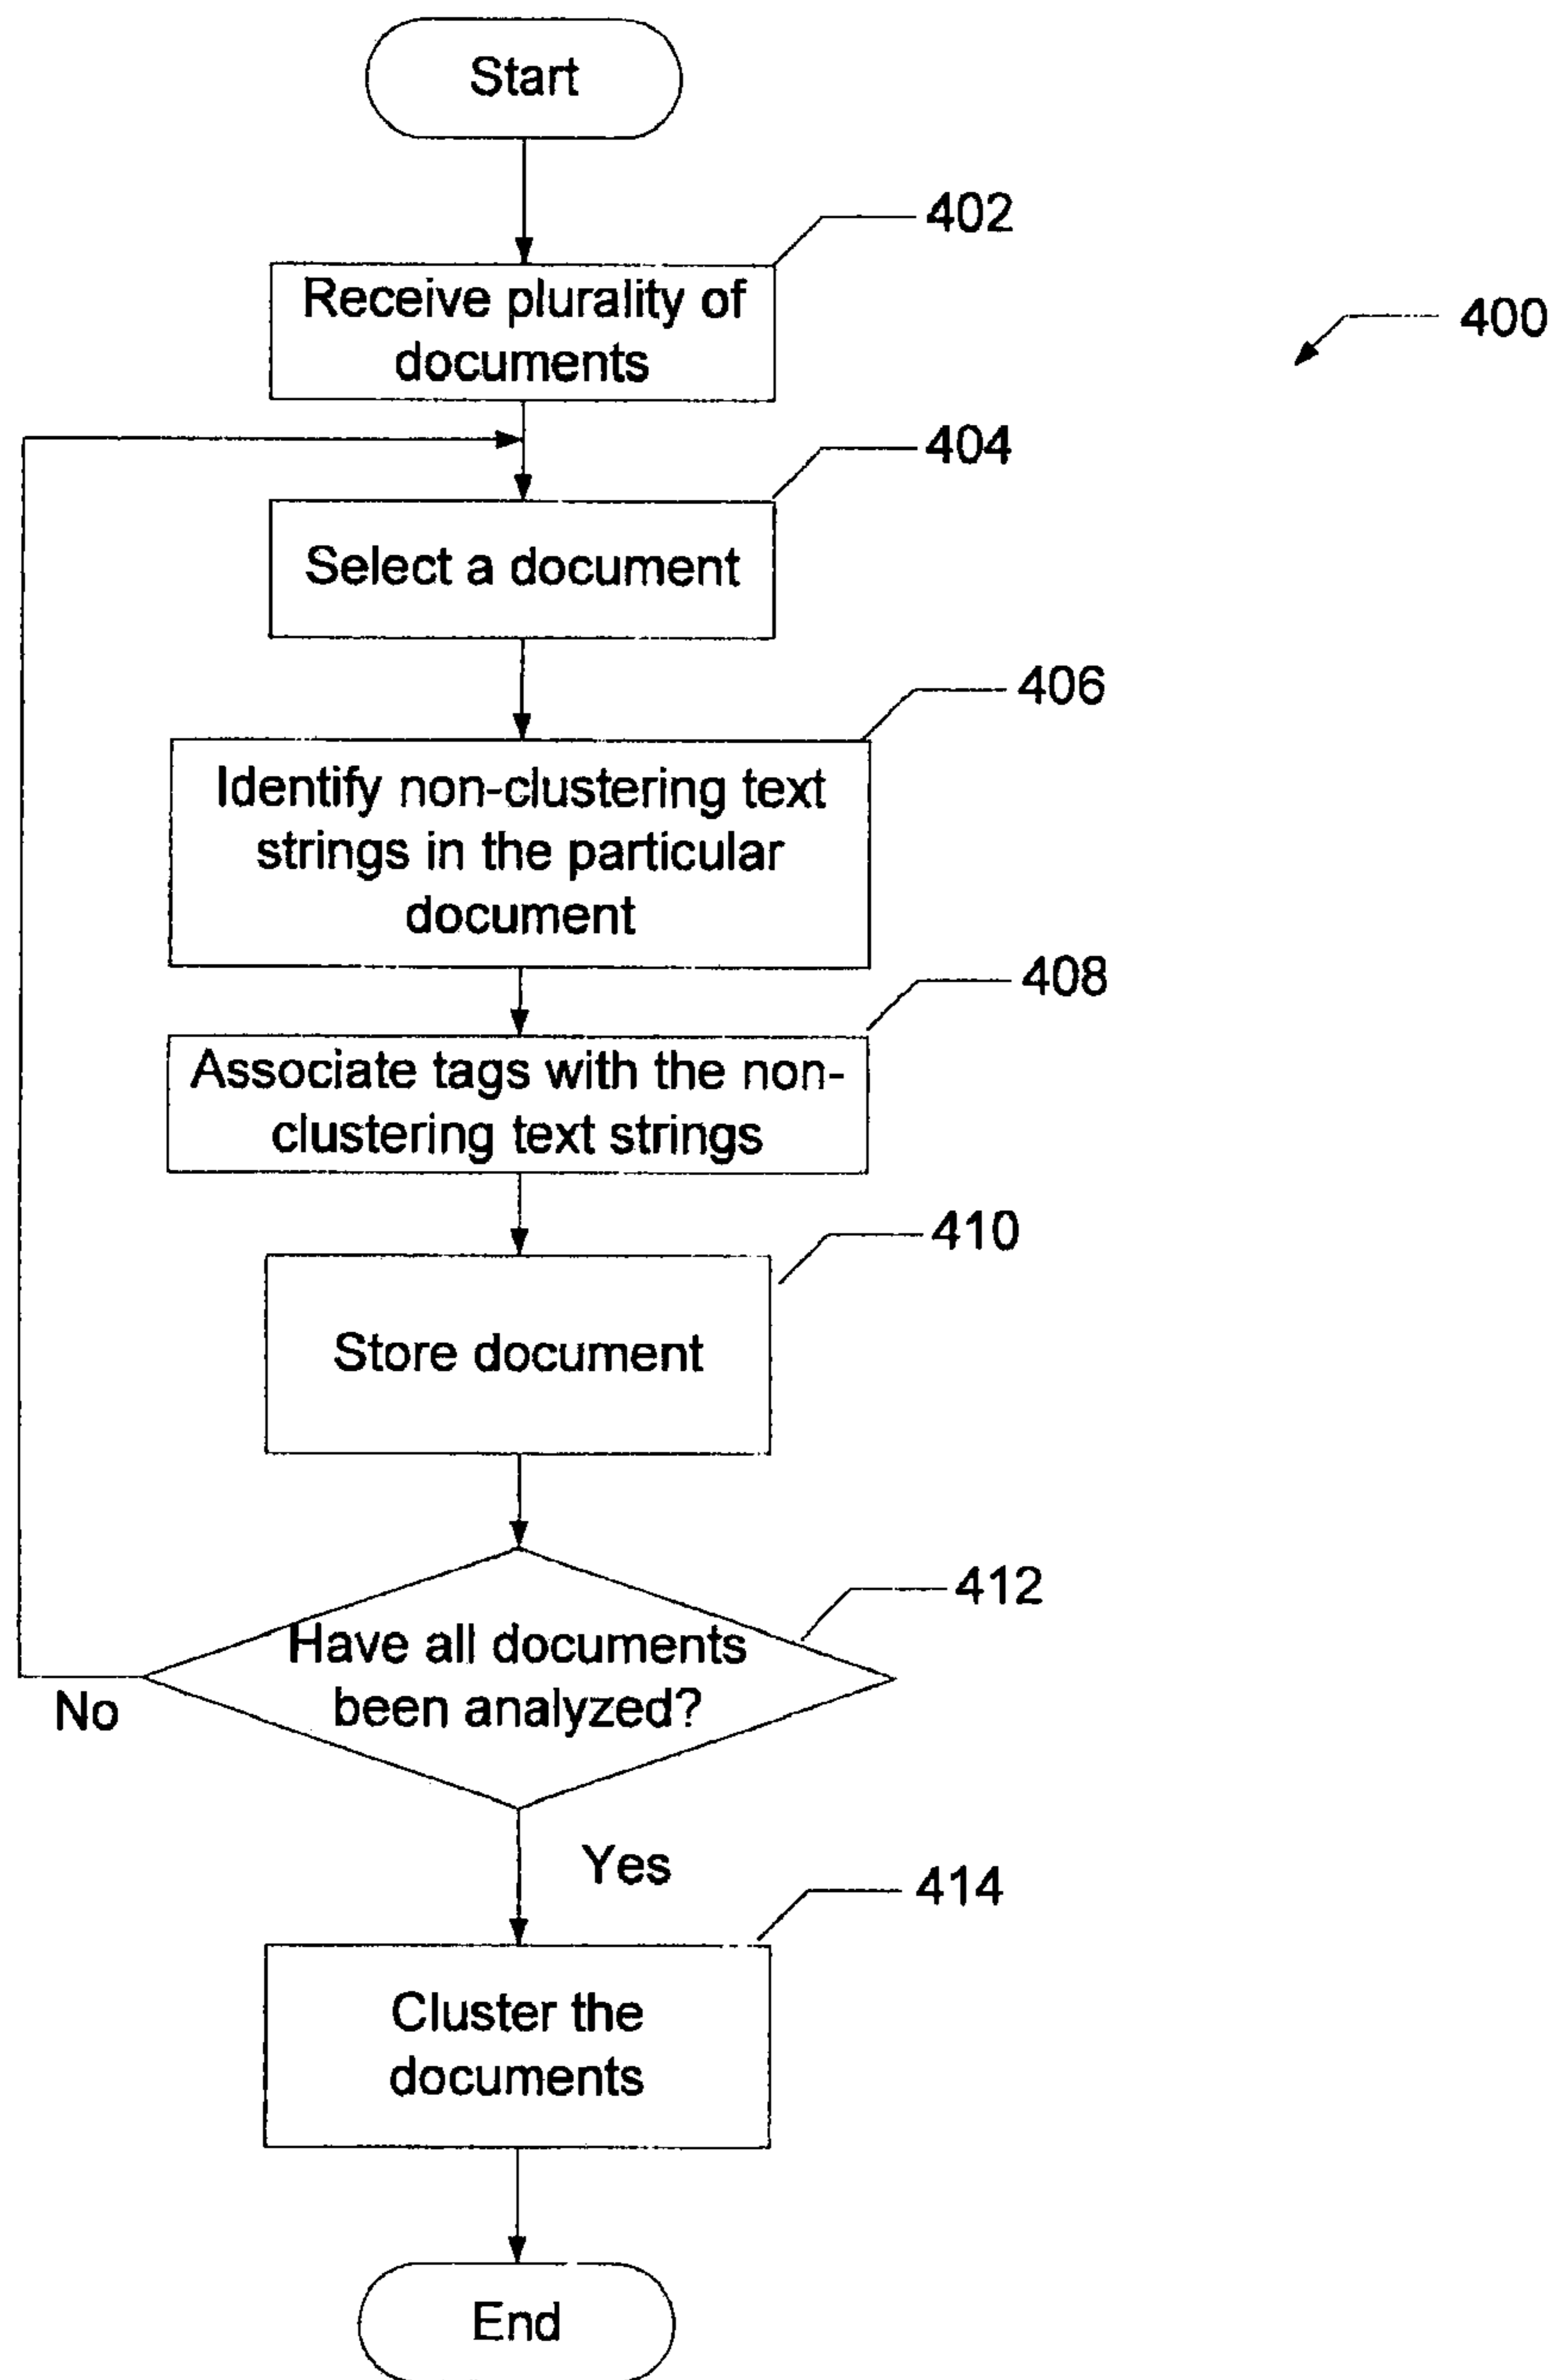 Start
402
Receive plurality of
documents
400
404
Select a document
406
Identify non-clustering text
strings in the particular
document
408
Associate tags with the non-
clustering text strings
410
Store document
412
Have all documents
been analyzed?
No
Yes
414
Cluster the
documents
End